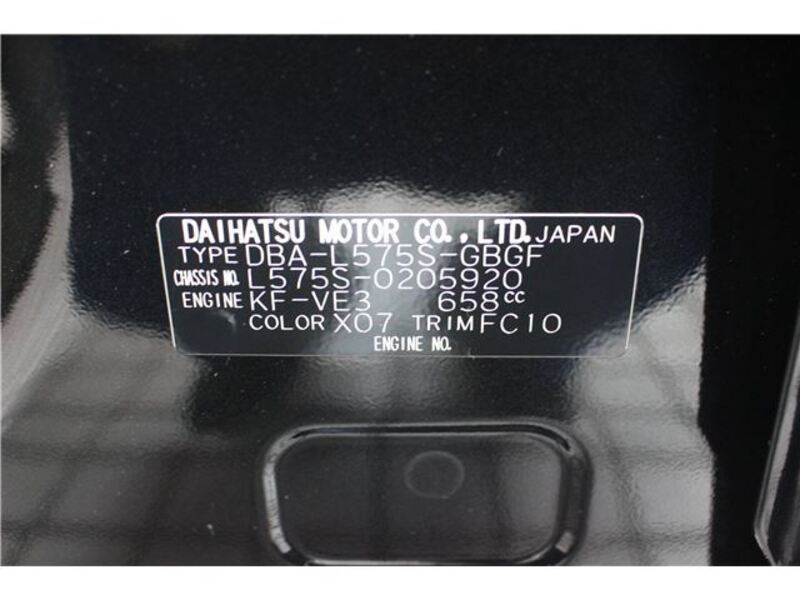 DAIHATSU MOTOR CO., LTD. JAPAN
TYPE DBA-L575S-GBGF
CHASSIS NO. L575S-0205920
ENGINE KF-VE3 658cc
COLOR X07 TRIM FC10
ENGINE NO.